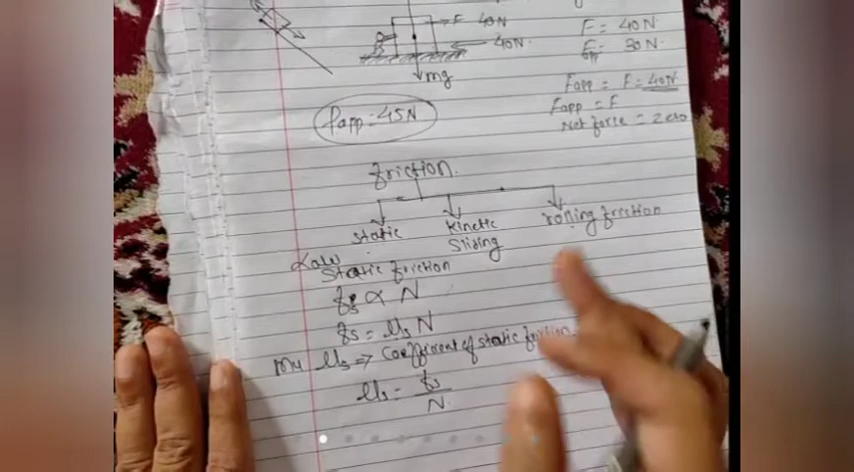 F 40N
40N
mg
F = 40N
F = 30N
Fapp = F = 40N
Fapp = F
Net force = Zero
fapp = 45N
friction
static
kinetic
Sliding
rolling friction
Law
Static friction
fs ∝ N
fs = μs N
mu μs => Coefficient of static friction
μs = fs
N